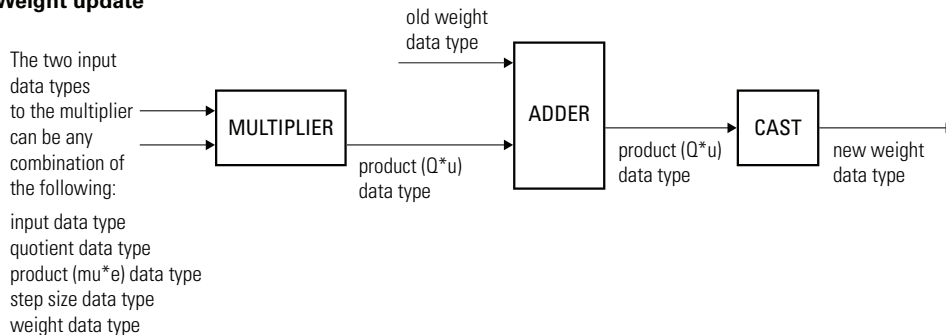 Weight update
The two input
data types
to the multiplier
can be any
combination of
the following:
input data type
quotient data type
product (mu*e) data type
step size data type
weight data type
MULTIPLIER
product (Q*u)
data type
old weight
data type
ADDER
product (Q*u)
data type
CAST
new weight
data type